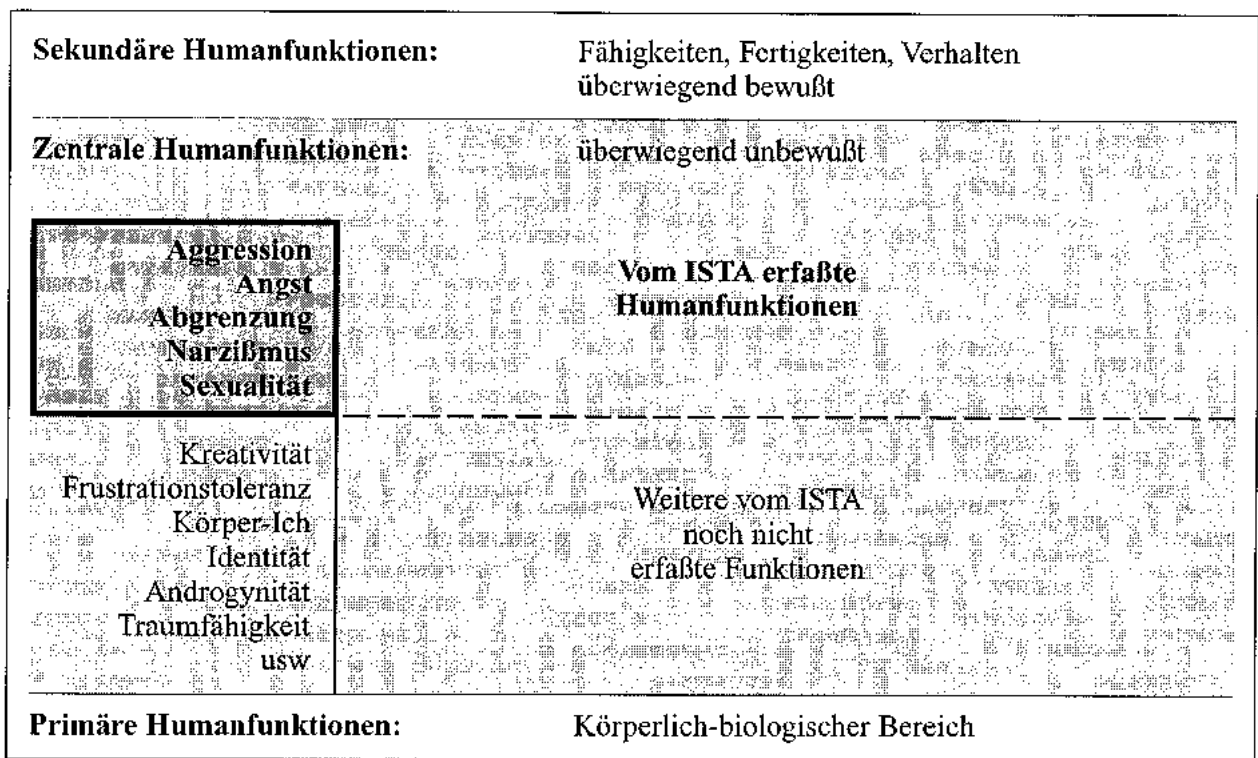 Sekundäre Humanfunktionen: Fähigkeiten, Fertigkeiten, Verhalten
überwiegend bewußt
Zentrale Humanfunktionen: überwiegend unbewußt
Aggression
Angst
Abgrenzung
Narzißmus
Sexualität
Vom ISTA erfaßte
Humanfunktionen
Kreativität
Frustrationstoleranz
Körper-Ich
Identität
Androgynität
Traumfähigkeit
usw
Weitere vom ISTA
noch nicht
erfaßte Funktionen
Primäre Humanfunktionen: Körperlich-biologischer Bereich